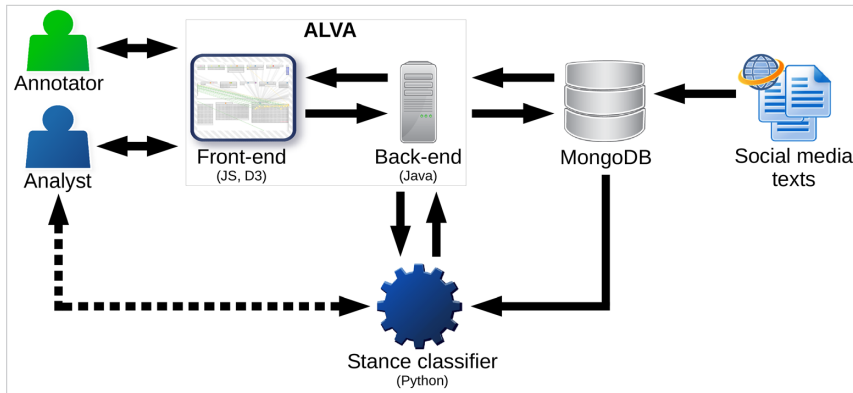 ALVA
Annotator
Analyst
Front-end
(JS, D3)
Back-end
(Java)
MongoDB
Social media
texts
Stance classifier
(Python)